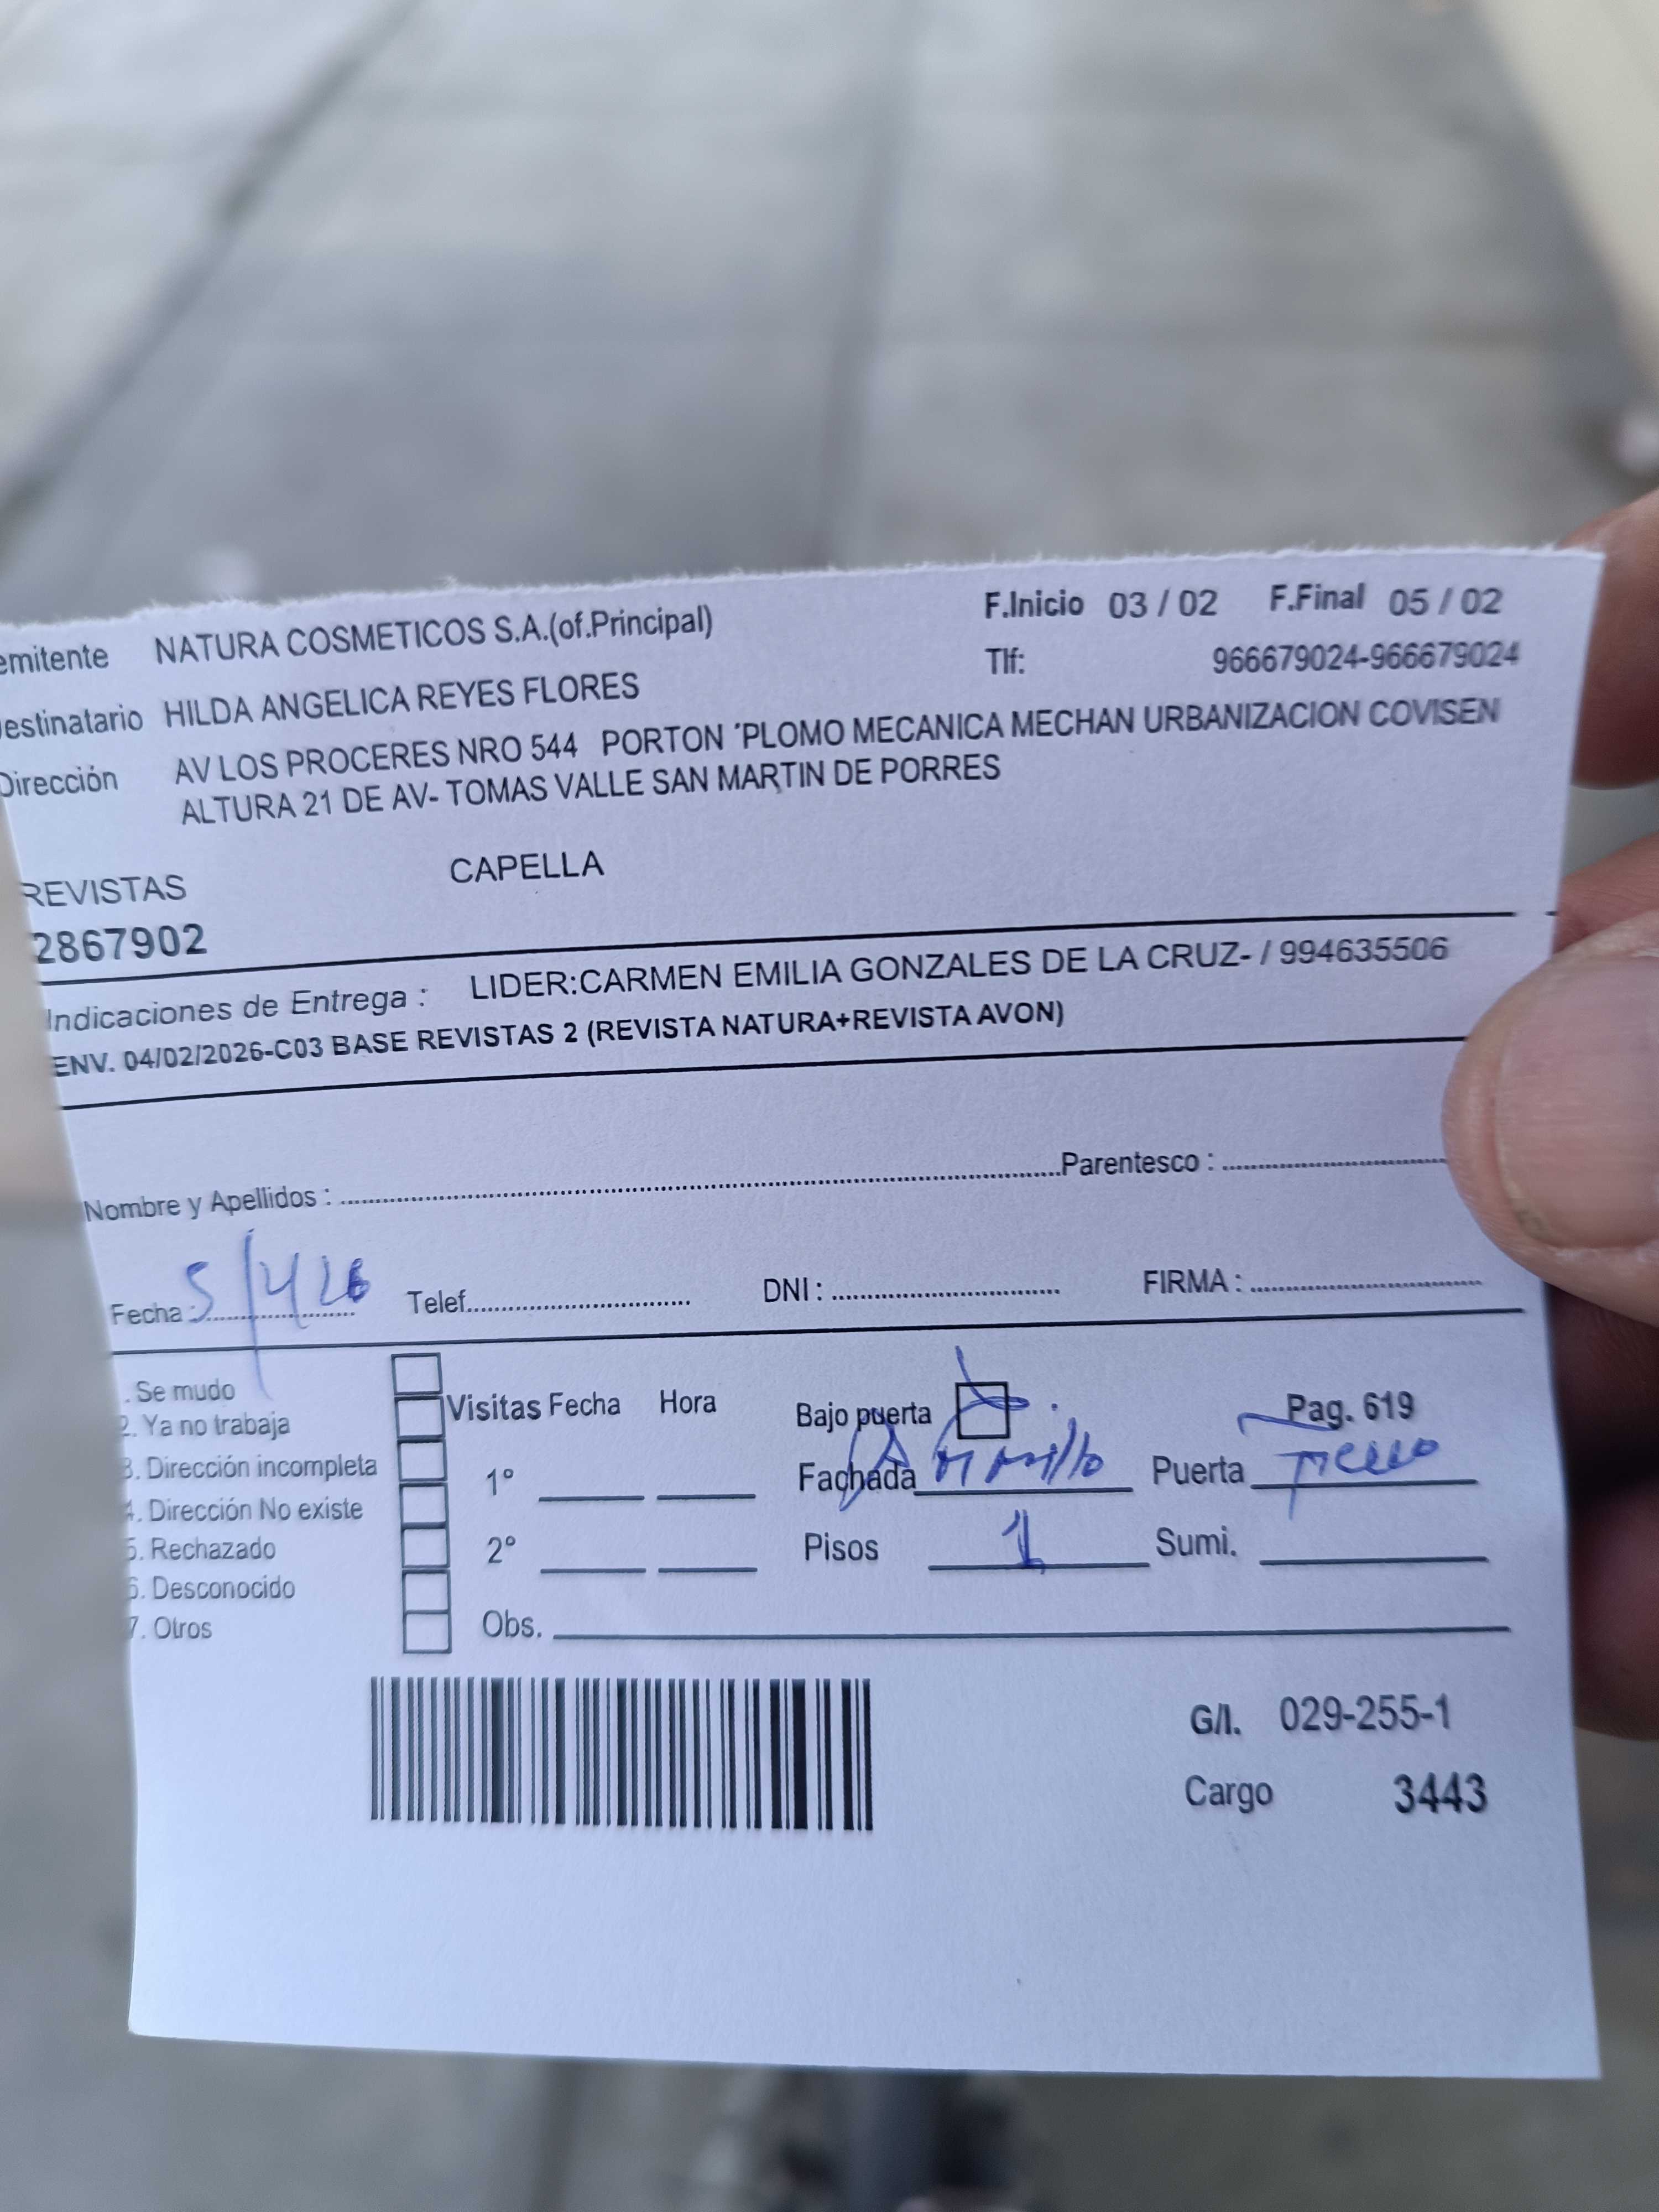 emitente NATURA COSMETICOS S.A.(of.Principal) F.Inicio 03 / 02 F.Final 05 / 02
estinatario HILDA ANGELICA REYES FLORES Tlf: 966679024-966679024
Dirección AV LOS PROCERES NRO 544 PORTON ´PLOMO MECANICA MECHAN URBANIZACION COVISEN
ALTURA 21 DE AV- TOMAS VALLE SAN MARTIN DE PORRES
REVISTAS CAPELLA
2867902
Indicaciones de Entrega : LIDER:CARMEN EMILIA GONZALES DE LA CRUZ- / 994635506
ENV. 04/02/2026-C03 BASE REVISTAS 2 (REVISTA NATURA+REVISTA AVON)
Nombre y Apellidos : Parentesco :
Fecha : 5/4/26 Telef. DNI : FIRMA :
. Se mudo
2. Ya no trabaja Visitas Fecha Hora Bajo puerta Pag. 619
3. Dirección incompleta 1° Fachada Puerta
4. Dirección No existe
5. Rechazado 2° Pisos 1 Sumi.
6. Desconocido
7. Otros Obs.
G/I. 029-255-1
Cargo 3443